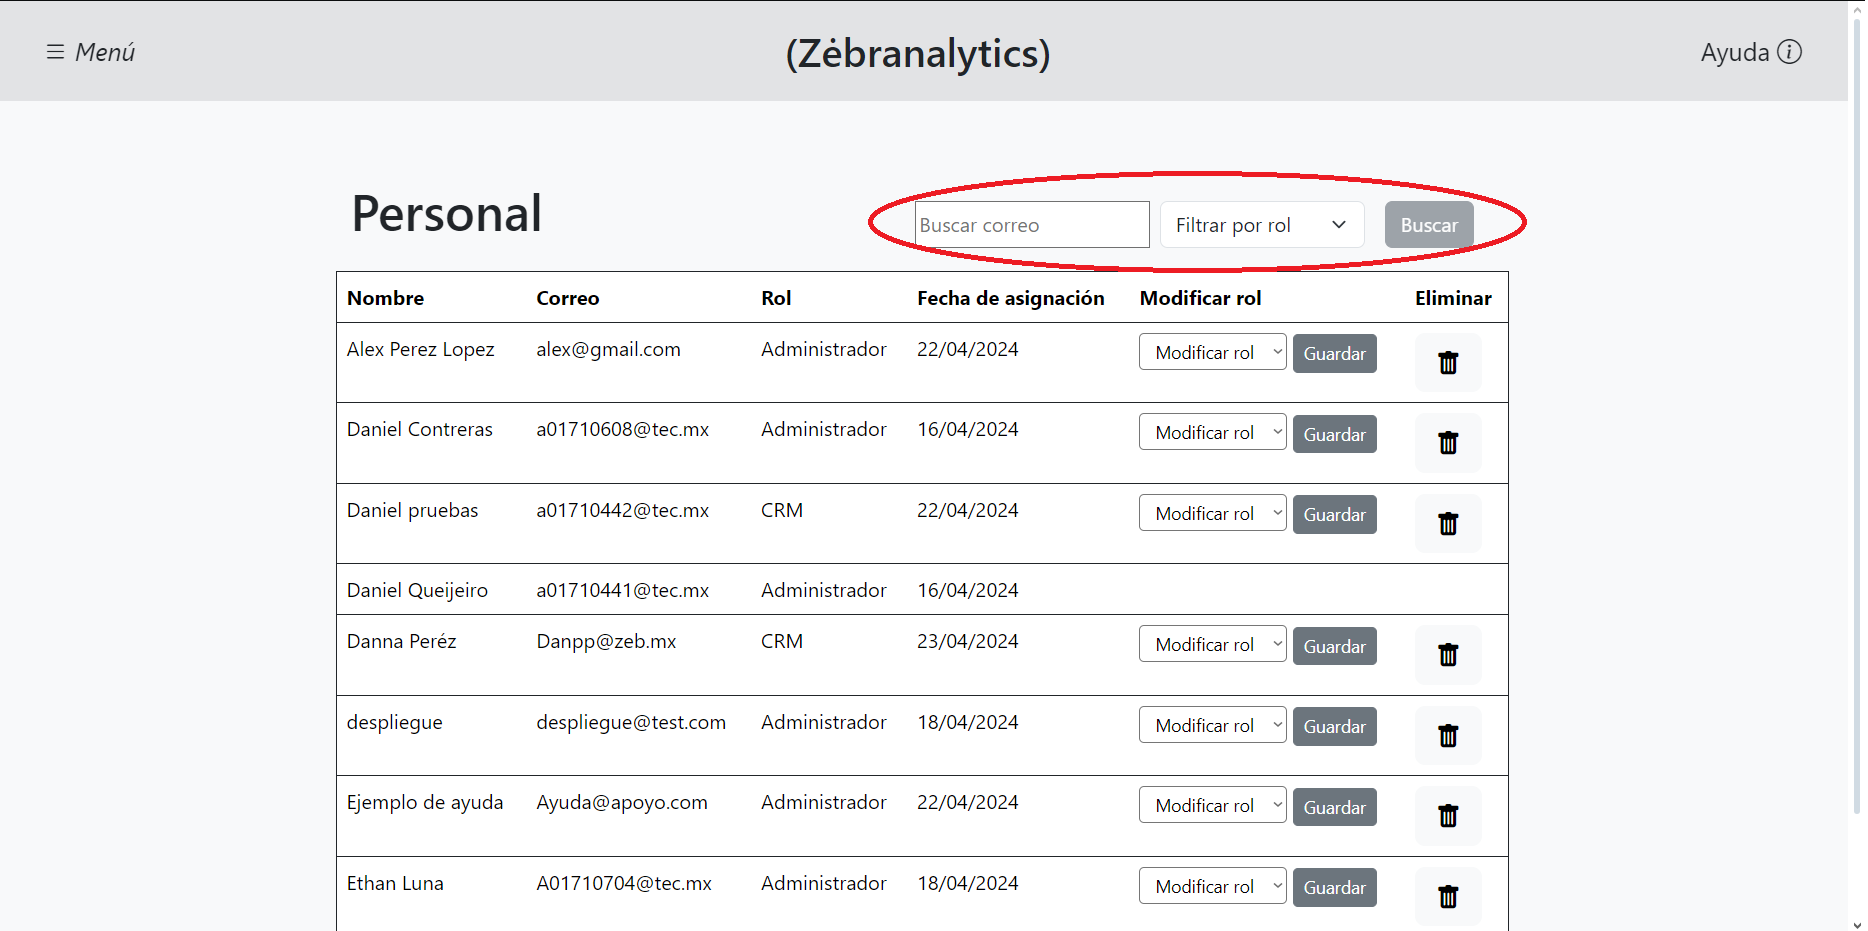 Menú
(Zėbranalytics)
Ayuda
Personal
Buscar correo
Filtrar por rol
Buscar
Nombre Correo Rol Fecha de asignación Modificar rol Eliminar
Alex Perez Lopez alex@gmail.com Administrador 22/04/2024 Modificar rol Guardar
Daniel Contreras a01710608@tec.mx Administrador 16/04/2024 Modificar rol Guardar
Daniel pruebas a01710442@tec.mx CRM 22/04/2024 Modificar rol Guardar
Daniel Queijeiro a01710441@tec.mx Administrador 16/04/2024
Danna Peréz Danpp@zeb.mx CRM 23/04/2024 Modificar rol Guardar
despliegue despliegue@test.com Administrador 18/04/2024 Modificar rol Guardar
Ejemplo de ayuda Ayuda@apoyo.com Administrador 22/04/2024 Modificar rol Guardar
Ethan Luna A01710704@tec.mx Administrador 18/04/2024 Modificar rol Guardar